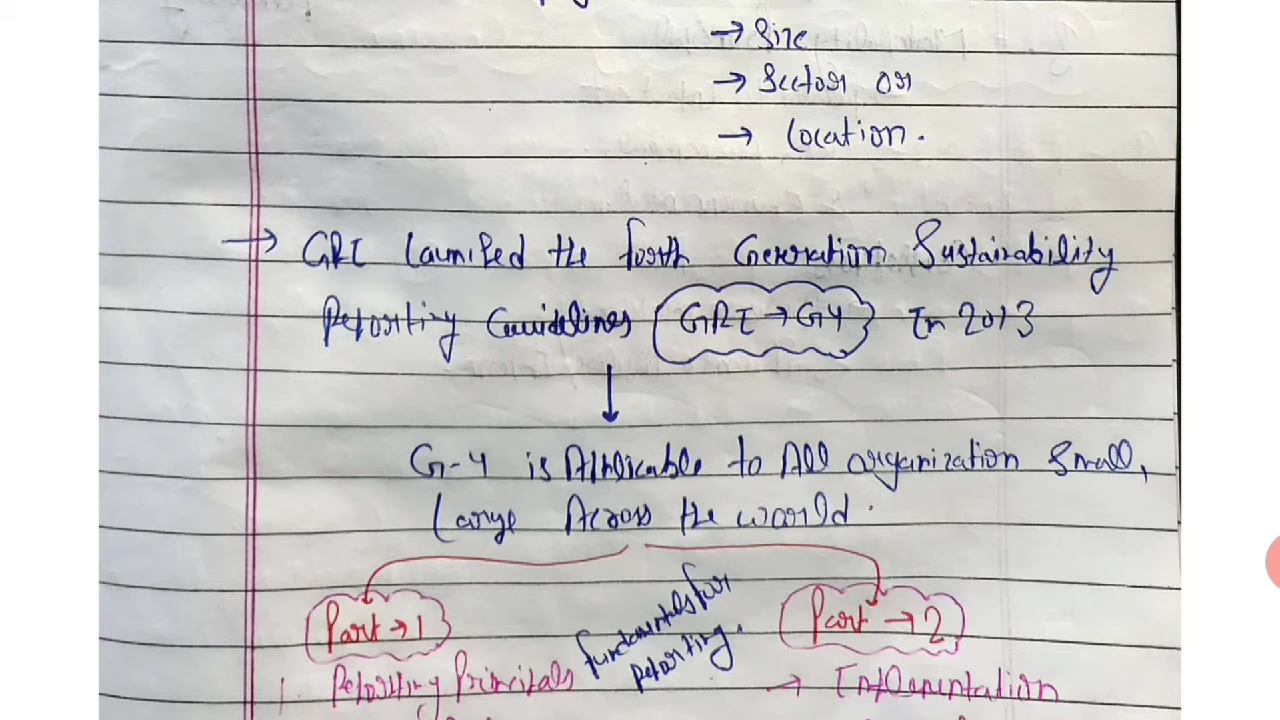 → Size
→ Sector or
→ Location.
→ GRI Launched the forth Generation Sustainability
Reporting Guidelines (GRI → G4) In 2013
G-4 is Applicable to All organization Small,
Large Across the world.
Part → 1
Part → 2
fundamentals for
reporting.
1. Reporting Principals
→ Implementation